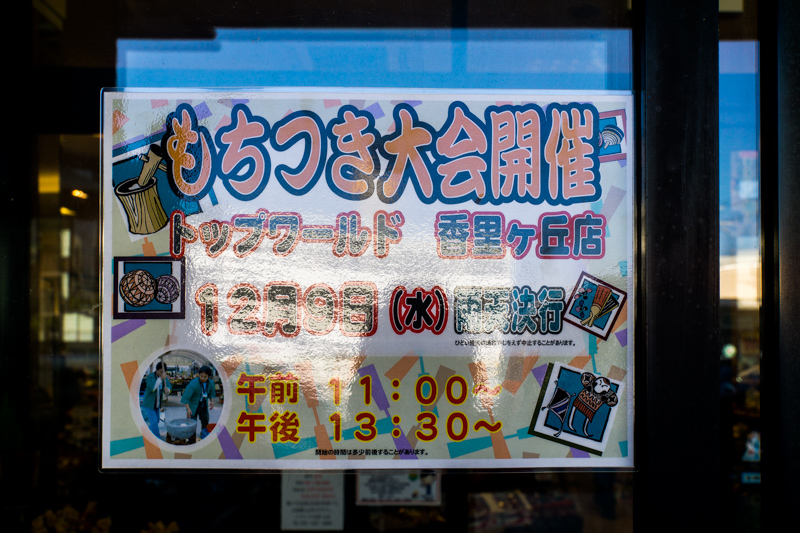 もちつき大会開催
トップワールド 香里ヶ丘店
12月9日(水)雨天決行
ひどい雨天の場合やむをえず中止することがあります。
午前 11:00~
午後 13:30~
開始の時間は多少前後することがあります。